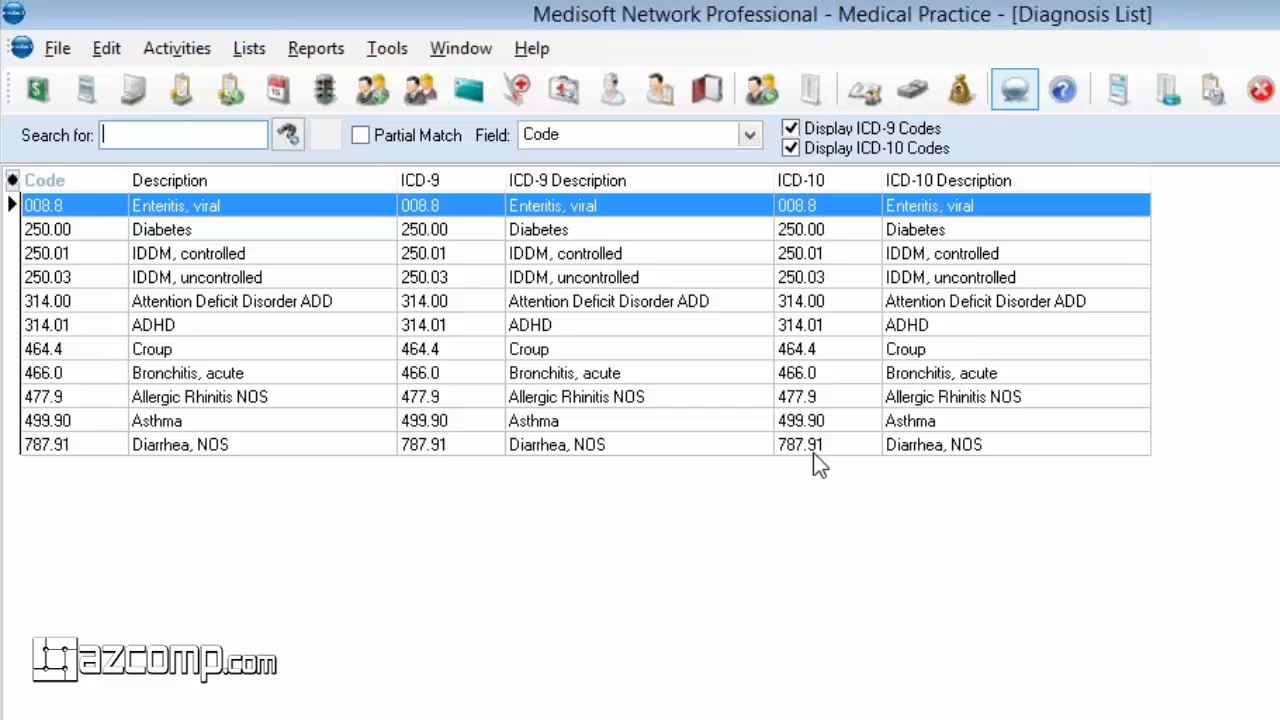 Medisoft Network Professional - Medical Practice - [Diagnosis List]
File Edit Activities Lists Reports Tools Window Help
15
Search for: Partial Match Field: Code Display ICD-9 Codes
Display ICD-10 Codes
Code Description ICD-9 ICD-9 Description ICD-10 ICD-10 Description
008.8 Enteritis, viral 008.8 Enteritis, viral 008.8 Enteritis, viral
250.00 Diabetes 250.00 Diabetes 250.00 Diabetes
250.01 IDDM, controlled 250.01 IDDM, controlled 250.01 IDDM, controlled
250.03 IDDM, uncontrolled 250.03 IDDM, uncontrolled 250.03 IDDM, uncontrolled
314.00 Attention Deficit Disorder ADD 314.00 Attention Deficit Disorder ADD 314.00 Attention Deficit Disorder ADD
314.01 ADHD 314.01 ADHD 314.01 ADHD
464.4 Croup 464.4 Croup 464.4 Croup
466.0 Bronchitis, acute 466.0 Bronchitis, acute 466.0 Bronchitis, acute
477.9 Allergic Rhinitis NOS 477.9 Allergic Rhinitis NOS 477.9 Allergic Rhinitis NOS
499.90 Asthma 499.90 Asthma 499.90 Asthma
787.91 Diarrhea, NOS 787.91 Diarrhea, NOS 787.91 Diarrhea, NOS
azcomp.com